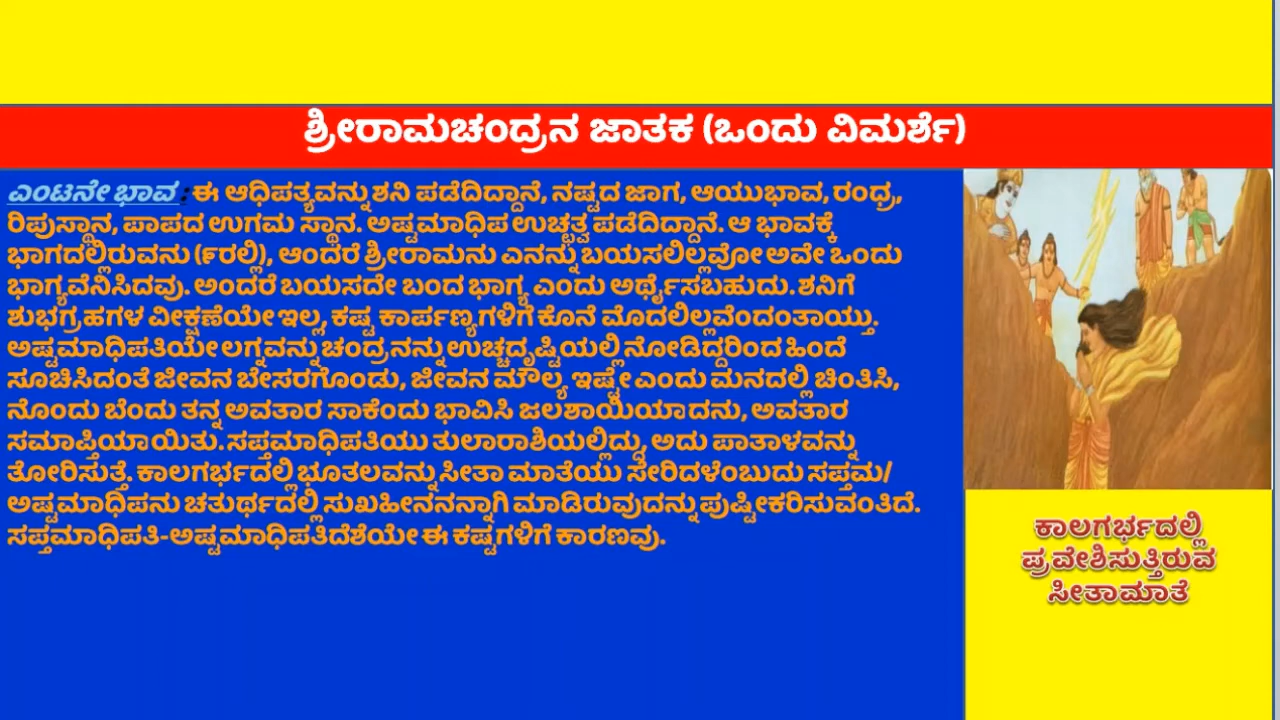 ಶ್ರೀರಾಮಚಂದ್ರನ ಜಾತಕ (ಒಂದು ವಿಮರ್ಶೆ)
ಎಂಟನೇ ಭಾವ : ಈ ಆಧಿಪತ್ಯವನ್ನು ಶನಿ ಪಡೆದಿದ್ದಾನೆ, ನಷ್ಟದ ಜಾಗ, ಆಯುಭಾವ, ರಂಧ್ರ,
ರಿಪುಸ್ಥಾನ, ಪಾಪದ ಉಗಮ ಸ್ಥಾನ. ಅಷ್ಟಮಾಧಿಪ ಉಚ್ಛತ್ವ ಪಡೆದಿದ್ದಾನೆ. ಆ ಭಾವಕ್ಕೆ
ಭಾಗದಲ್ಲಿರುವನು (೯ರಲ್ಲಿ), ಆಂದರೆ ಶ್ರೀರಾಮನು ಎನನ್ನು ಬಯಸಲಿಲ್ಲವೋ ಅವೇ ಒಂದು
ಭಾಗ್ಯವೆನಿಸಿದವು. ಅಂದರೆ ಬಯಸದೇ ಬಂದ ಭಾಗ್ಯ ಎಂದು ಅರ್ಥೈಸಬಹುದು. ಶನಿಗೆ
ಶುಭಗ್ರಹಗಳ ವೀಕ್ಷಣೆಯೇ ಇಲ್ಲ, ಕಷ್ಟ ಕಾರ್ಪಣ್ಯಗಳಿಗೆ ಕೊನೆ ಮೊದಲಿಲ್ಲವೆಂದಂತಾಯ್ತು.
ಅಷ್ಟಮಾಧಿಪತಿಯೇ ಲಗ್ನವನ್ನು ಚಂದ್ರನನ್ನು ಉಚ್ಚದೃಷ್ಟಿಯಲ್ಲಿ ನೋಡಿದ್ದರಿಂದ ಹಿಂದೆ
ಸೂಚಿಸಿದಂತೆ ಜೀವನ ಬೇಸರಗೊಂಡು, ಜೀವನ ಮೌಲ್ಯ ಇಷ್ಟೇ ಎಂದು ಮನದಲ್ಲಿ ಚಿಂತಿಸಿ,
ನೊಂದು ಬೆಂದು ತನ್ನ ಅವತಾರ ಸಾಕೆಂದು ಭಾವಿಸಿ ಜಲಶಾಯಿಯಾದನು, ಅವತಾರ
ಸಮಾಪ್ತಿಯಾಯಿತು. ಸಪ್ತಮಾಧಿಪತಿಯು ತುಲಾರಾಶಿಯಲ್ಲಿದ್ದು, ಅದು ಪಾತಾಳವನ್ನು
ತೋರಿಸುತ್ತೆ. ಕಾಲಗರ್ಭದಲ್ಲಿ ಭೂತಲವನ್ನು ಸೀತಾ ಮಾತೆಯು ಸೇರಿದಳೆಂಬುದು ಸಪ್ತಮ/
ಅಷ್ಟಮಾಧಿಪನು ಚತುರ್ಥದಲ್ಲಿ ಸುಖಹೀನನನ್ನಾಗಿ ಮಾಡಿರುವುದನ್ನು ಪುಷ್ಟೀಕರಿಸುವಂತಿದೆ.
ಸಪ್ತಮಾಧಿಪತಿ-ಅಷ್ಟಮಾಧಿಪತಿದೆಶೆಯೇ ಈ ಕಷ್ಟಗಳಿಗೆ ಕಾರಣವು.
ಕಾಲಗರ್ಭದಲ್ಲಿ
ಪ್ರವೇಶಿಸುತ್ತಿರುವ
ಸೀತಾಮಾತೆ